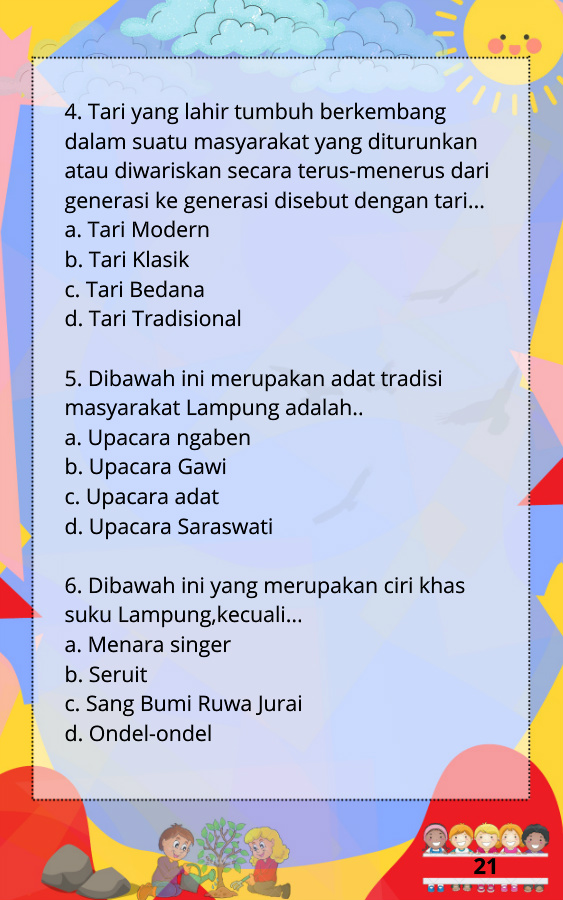 4. Tari yang lahir tumbuh berkembang
dalam suatu masyarakat yang diturunkan
atau diwariskan secara terus-menerus dari
generasi ke generasi disebut dengan tari...
a. Tari Modern
b. Tari Klasik
c. Tari Bedana
d. Tari Tradisional
5. Dibawah ini merupakan adat tradisi
masyarakat Lampung adalah..
a. Upacara ngaben
b. Upacara Gawi
c. Upacara adat
d. Upacara Saraswati
6. Dibawah ini yang merupakan ciri khas
suku Lampung,kecuali...
a. Menara singer
b. Seruit
c. Sang Bumi Ruwa Jurai
d. Ondel-ondel
21